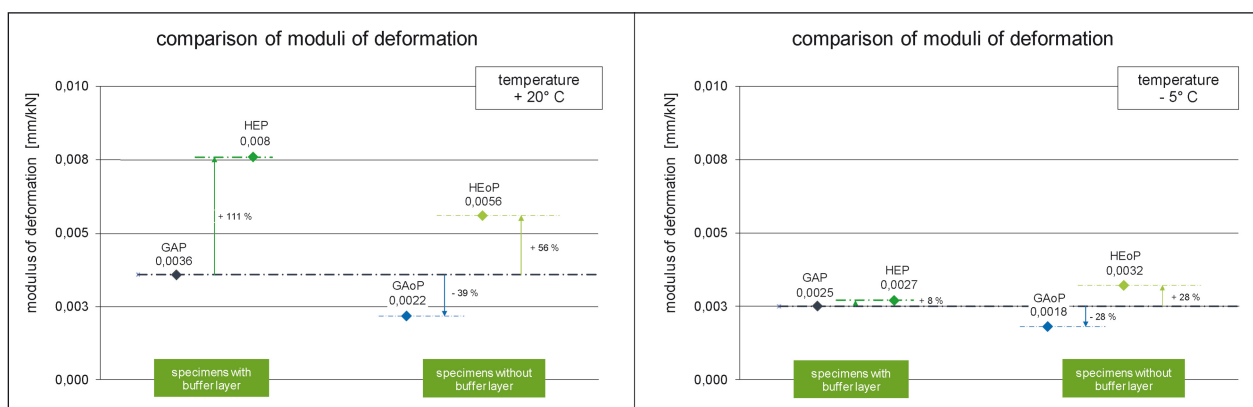 comparison of moduli of deformation
temperature
+ 20° C
modulus of deformation [mm/kN]
0,010
0,008
0,005
0,003
0,000
HEP
0,008
+ 111 %
GAP
0,0036
HEoP
0,0056
+ 56 %
GAoP
0,0022
- 39 %
specimens with
buffer layer
specimens without
buffer layer
comparison of moduli of deformation
temperature
- 5° C
modulus of deformation [mm/kN]
0,010
0,008
0,005
0,003
0,000
GAP
0,0025
HEP
0,0027
+ 8 %
HEoP
0,0032
+ 28 %
GAoP
0,0018
- 28 %
specimens with
buffer layer
specimens without
buffer layer